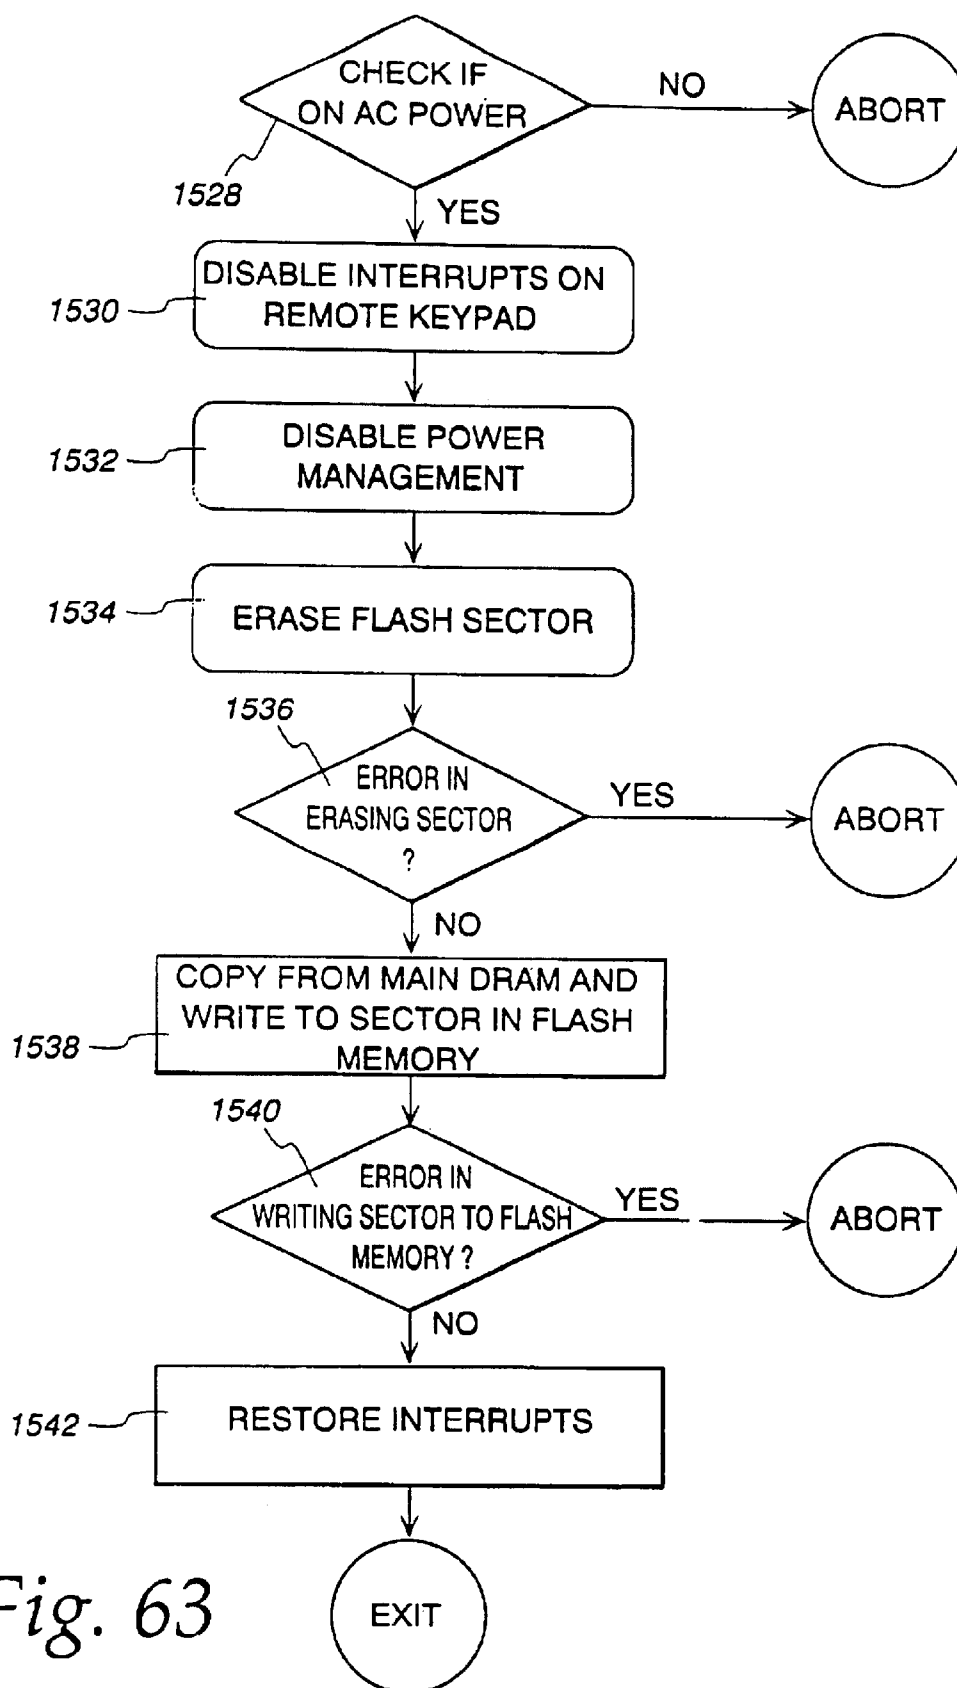 CHECK IF
ON AC POWER
NO
ABORT
1528
YES
DISABLE INTERRUPTS ON
REMOTE KEYPAD
1530
DISABLE POWER
MANAGEMENT
1532
ERASE FLASH SECTOR
1534
1536
ERROR IN
ERASING SECTOR
?
YES
ABORT
NO
COPY FROM MAIN DRAM AND
WRITE TO SECTOR IN FLASH
MEMORY
1538
1540
ERROR IN
WRITING SECTOR TO FLASH
MEMORY ?
YES
ABORT
NO
RESTORE INTERRUPTS
1542
EXIT
Fig. 63